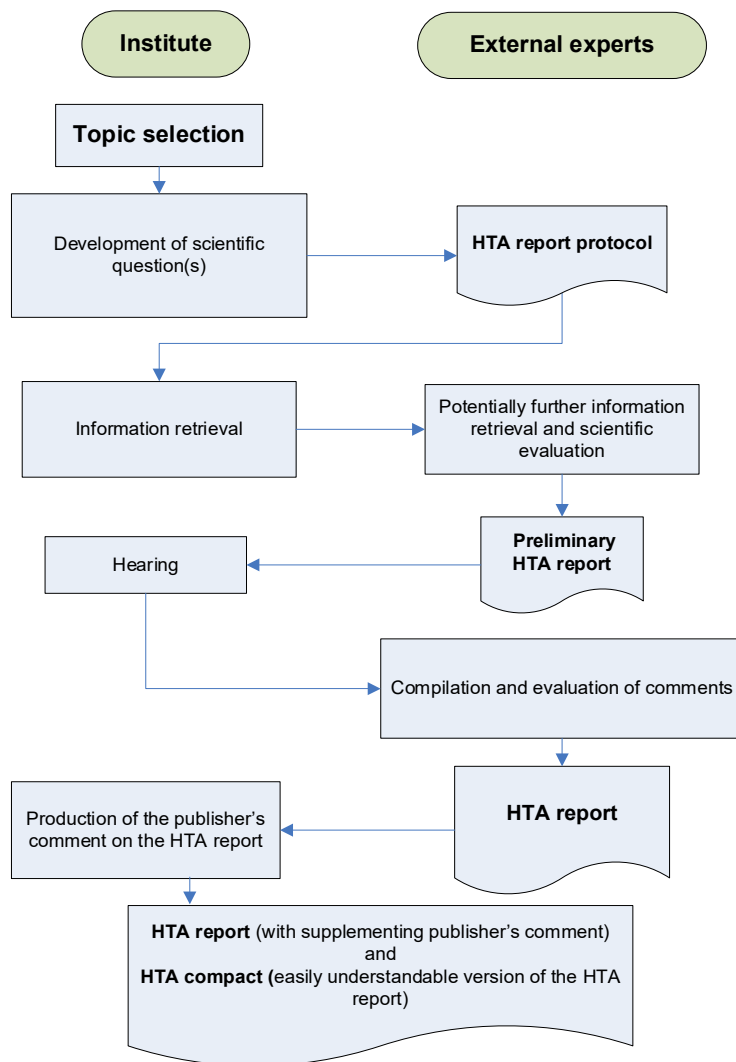 Institute
External experts
Topic selection
Development of scientific
question(s)
HTA report protocol
Information retrieval
Potentially further information
retrieval and scientific
evaluation
Preliminary
HTA report
Hearing
Compilation and evaluation of comments
HTA report
Production of the publisher's
comment on the HTA report
HTA report (with supplementing publisher's comment)
and
HTA compact (easily understandable version of the HTA
report)